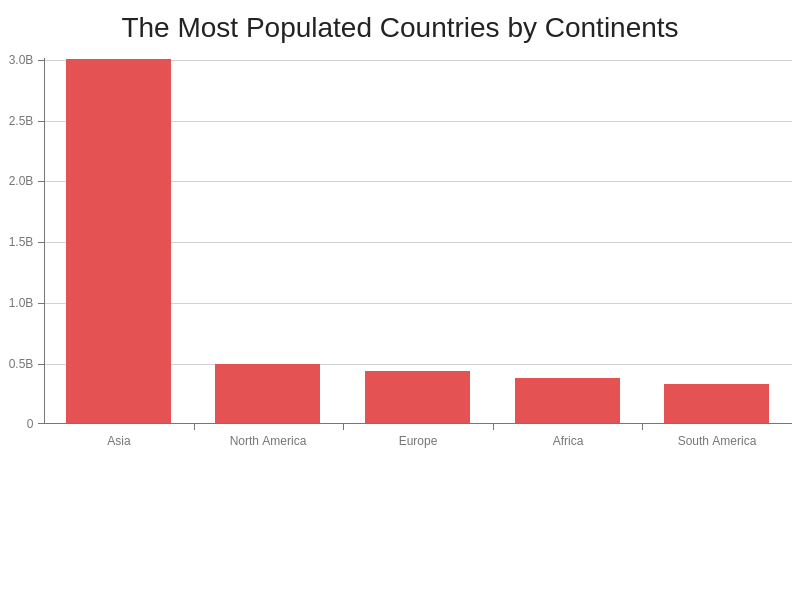 The Most Populated Countries by Continents
3.0B
2.5B
2.0B
1.5B
1.0B
0.5B
0
Asia
North America
Europe
Africa
South America